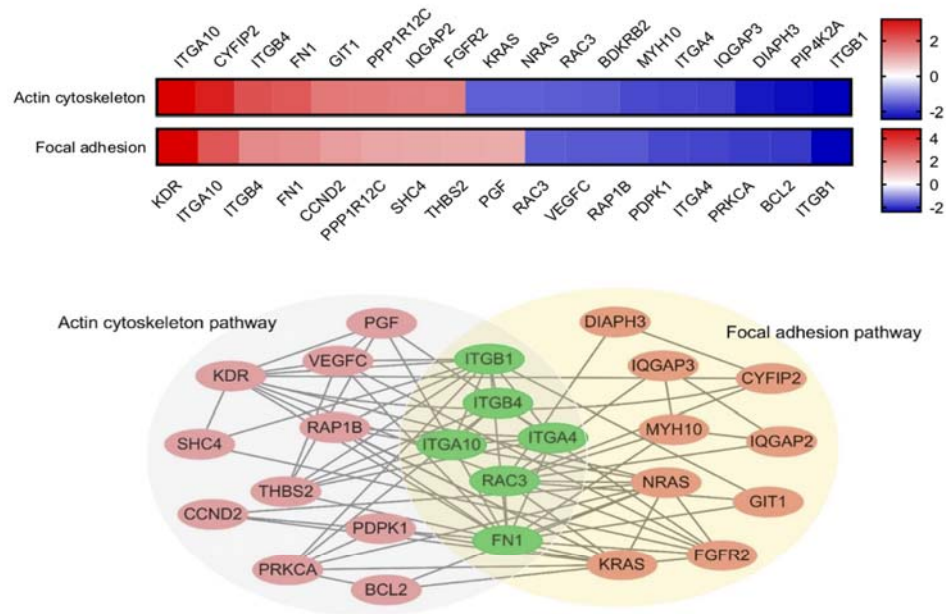 ITGA10 CYFIP2 ITGB4 FN1 GIT1 PPP1R12C IQGAP2 FGFR2 KRAS NRAS RAC3 BDKRB2 MYH10 ITGA4 IQGAP3 DIAPH3 PIP4K2A ITGB1
Actin cytoskeleton
2
0
-2
Focal adhesion
4
2
0
-2
KDR ITGA10 ITGB4 FN1 CCND2 PPP1R12C SHC4 THBS2 PGF RAC3 VEGFC RAP1B PDPK1 ITGA4 PRKCA BCL2 ITGB1
Actin cytoskeleton pathway
Focal adhesion pathway
PGF
DIAPH3
VEGFC
ITGB1
IQGAP3
KDR
CYFIP2
ITGB4
RAP1B
MYH10
SHC4
ITGA10
ITGA4
IQGAP2
RAC3
NRAS
THBS2
GIT1
CCND2
PDPK1
FN1
FGFR2
PRKCA
KRAS
BCL2